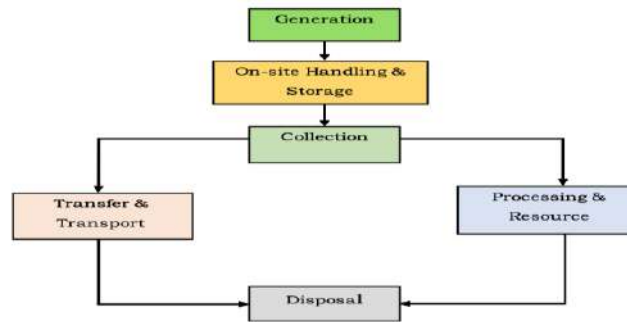 Generation
On-site Handling &
Storage
Collection
Transfer &
Transport
Processing &
Resource
Disposal